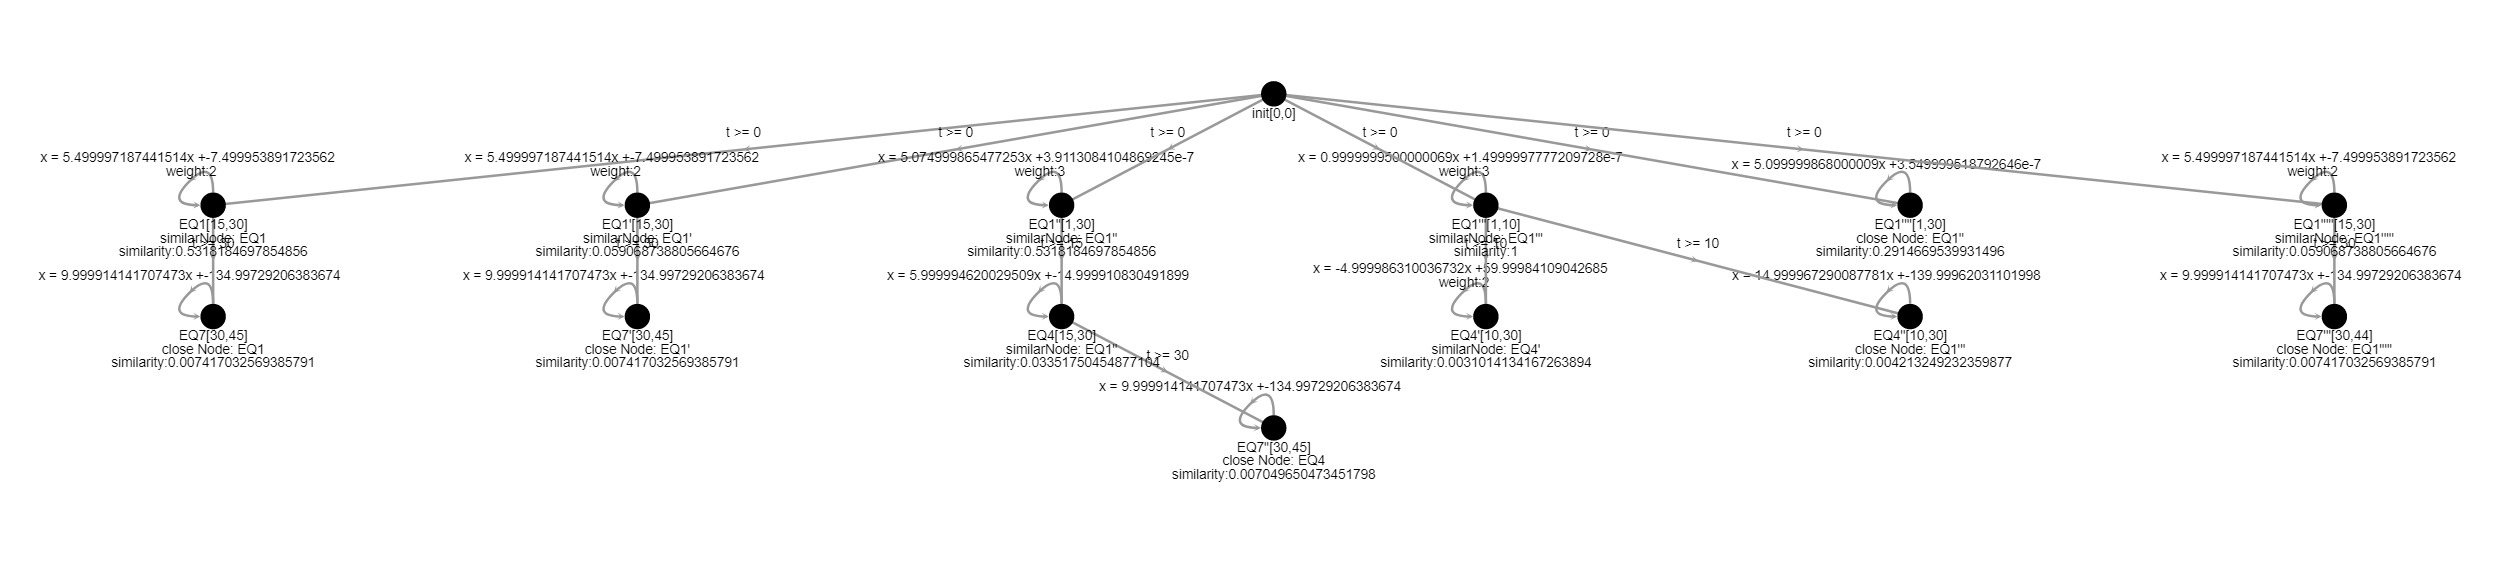 init[0,0]
t >= 0
t >= 0
t >= 0
t >= 0
t >= 0
t >= 0
x = 5.499997187441514x +-7.499953891723562
weight:2
x = 5.499997187441514x +-7.499953891723562
weight:2
x = 5.074999865477253x +3.9113084104869245e-7
weight:3
x = 0.9999999500000069x +1.4999997777209728e-7
weight:3
x = 5.099999868000009x +3.549999518792646e-7
x = 5.499997187441514x +-7.499953891723562
weight:2
EQ1[15,30]
similarNode: EQ1
similarity:0.5318184697854856
EQ1'[15,30]
similarNode: EQ1'
similarity:0.059068738805664676
EQ1''[1,30]
similarNode: EQ1''
similarity:0.5318184697854856
EQ1'''[1,10]
similarNode: EQ1'''
similarity:1
EQ1''''[1,30]
close Node: EQ1''
similarity:0.2914669539931496
EQ1'''''[15,30]
similarNode: EQ1'''''
similarity:0.059068738805664676
t >= 30
t >= 30
t >= 15
t >= 10
t >= 10
t >= 30
x = 9.999914141707473x +-134.99729206383674
x = 9.999914141707473x +-134.99729206383674
x = 5.999994620029509x +-14.999910830491899
x = -4.999986310036732x +59.99984109042685
weight:2
x = 14.999967290087781x +-139.99962031101998
x = 9.999914141707473x +-134.99729206383674
EQ7[30,45]
close Node: EQ1
similarity:0.007417032569385791
EQ7'[30,45]
close Node: EQ1'
similarity:0.007417032569385791
EQ4[15,30]
similarNode: EQ1''
similarity:0.03351750454877104
EQ4'[10,30]
similarNode: EQ4'
similarity:0.0031014134167263894
EQ4''[10,30]
close Node: EQ1'''
similarity:0.004213249232359877
EQ7'''[30,44]
close Node: EQ1'''''
similarity:0.007417032569385791
t >= 30
x = 9.999914141707473x +-134.99729206383674
EQ7''[30,45]
close Node: EQ4
similarity:0.007049650473451798